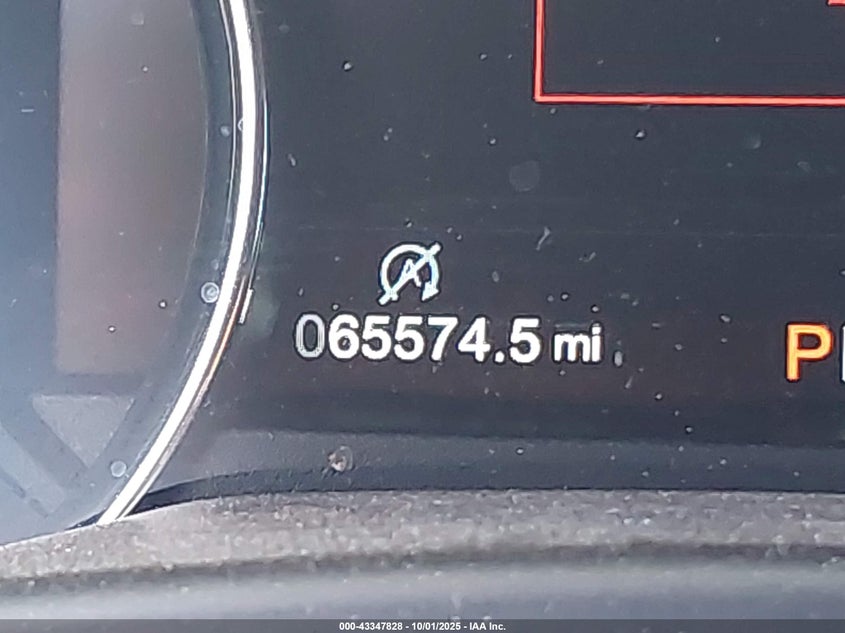 A
065574.5 mi
P
000-43347828 - 10/01/2025 - IAA Inc.